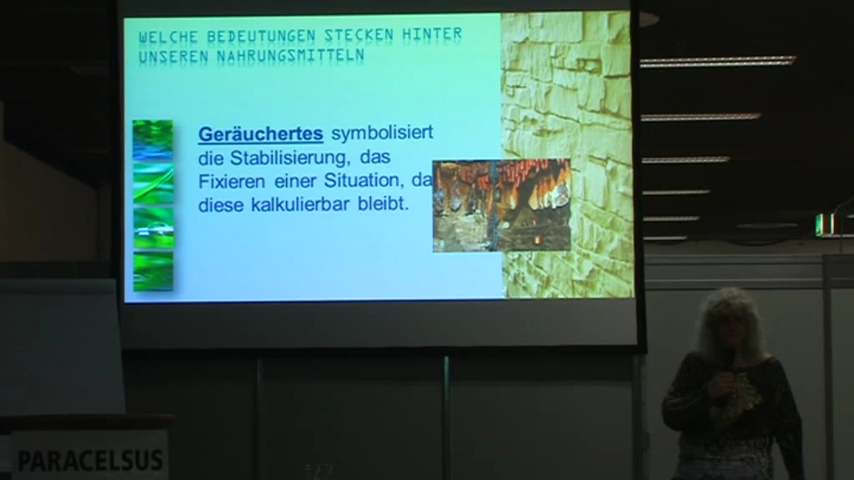 WELCHE BEDEUTUNGEN STECKEN HINTER
UNSEREN NAHRUNGSMITTELN
Geräuchertes symbolisiert
die Stabilisierung, das
Fixieren einer Situation, da
diese kalkulierbar bleibt.
PARACELSUS